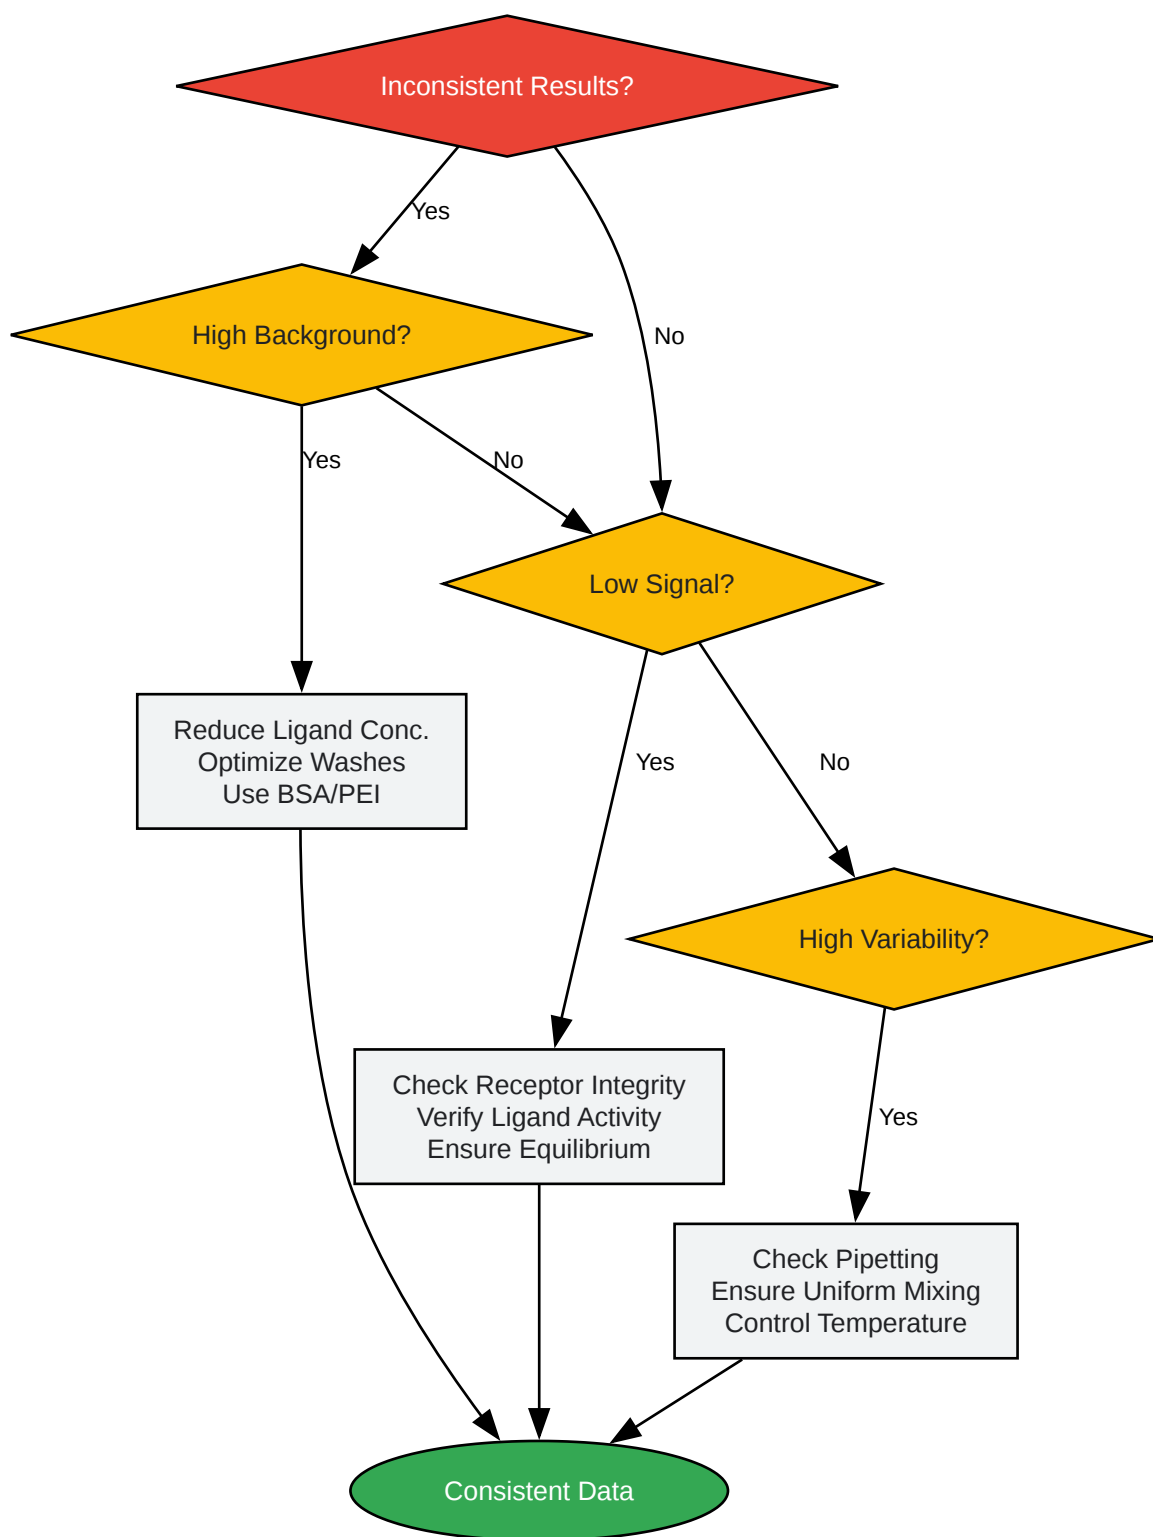 Inconsistent Results?
Yes
High Background?
No
Yes
No
Low Signal?
Reduce Ligand Conc.
Optimize Washes
Use BSA/PEI
Yes
No
High Variability?
Check Receptor Integrity
Verify Ligand Activity
Ensure Equilibrium
Yes
Check Pipetting
Ensure Uniform Mixing
Control Temperature
Consistent Data